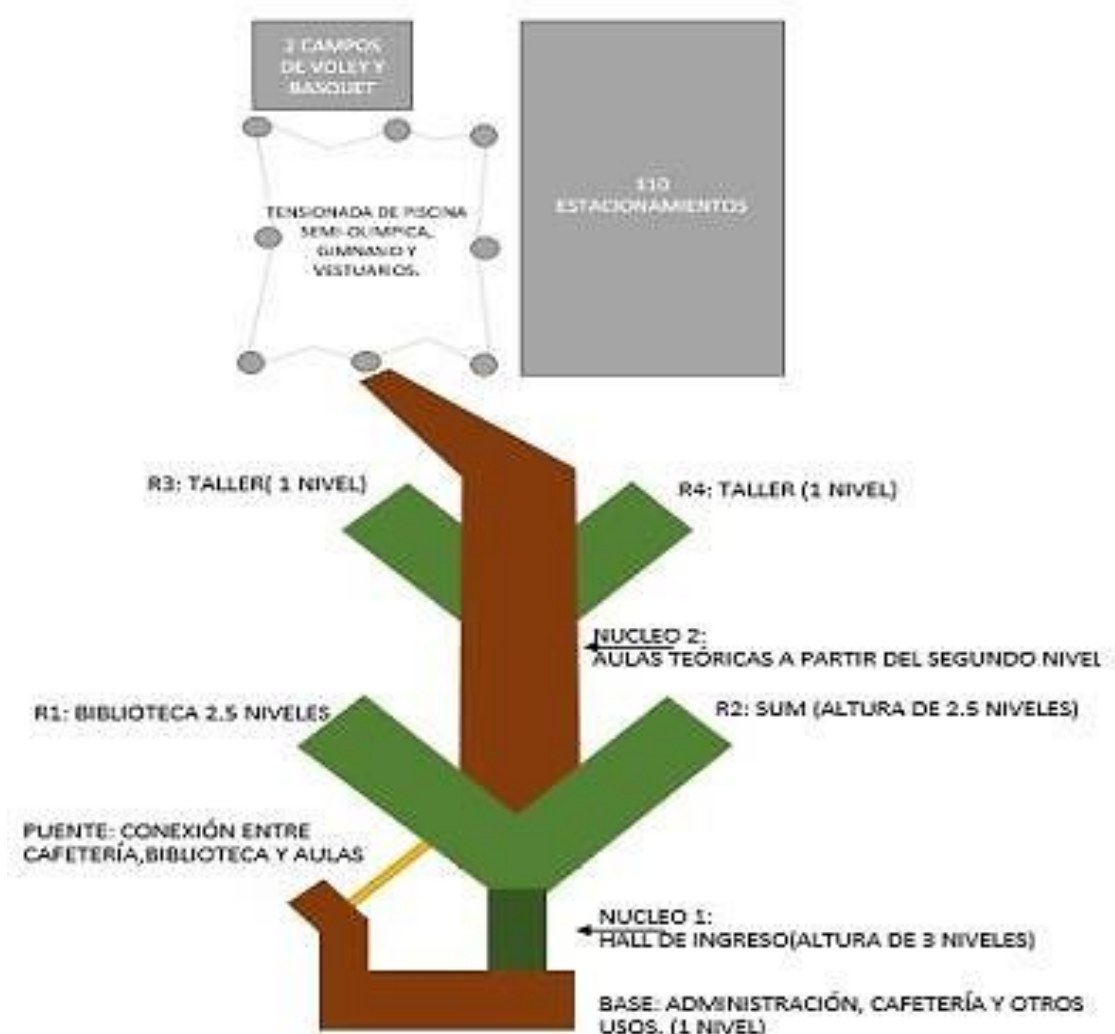 2 CAMPOS
DE VOLEY Y
BASQUET
110
ESTACIONAMIENTOS
TENSIONADA DE PISCINA
SEMI-OLIMPICA,
GIMNASIO Y
VESTUARIOS.
R3: TALLER( 1 NIVEL)
R4: TALLER (1 NIVEL)
NUCLEO 2:
AULAS TEÓRICAS A PARTIR DEL SEGUNDO NIVEL
R1: BIBLIOTECA 2.5 NIVELES
R2: SUM (ALTURA DE 2.5 NIVELES)
PUENTE: CONEXIÓN ENTRE
CAFETERÍA,BIBLIOTECA Y AULAS
NUCLEO 1:
HALL DE INGRESO(ALTURA DE 3 NIVELES)
BASE: ADMINISTRACIÓN, CAFETERÍA Y OTROS
USOS. (1 NIVEL)